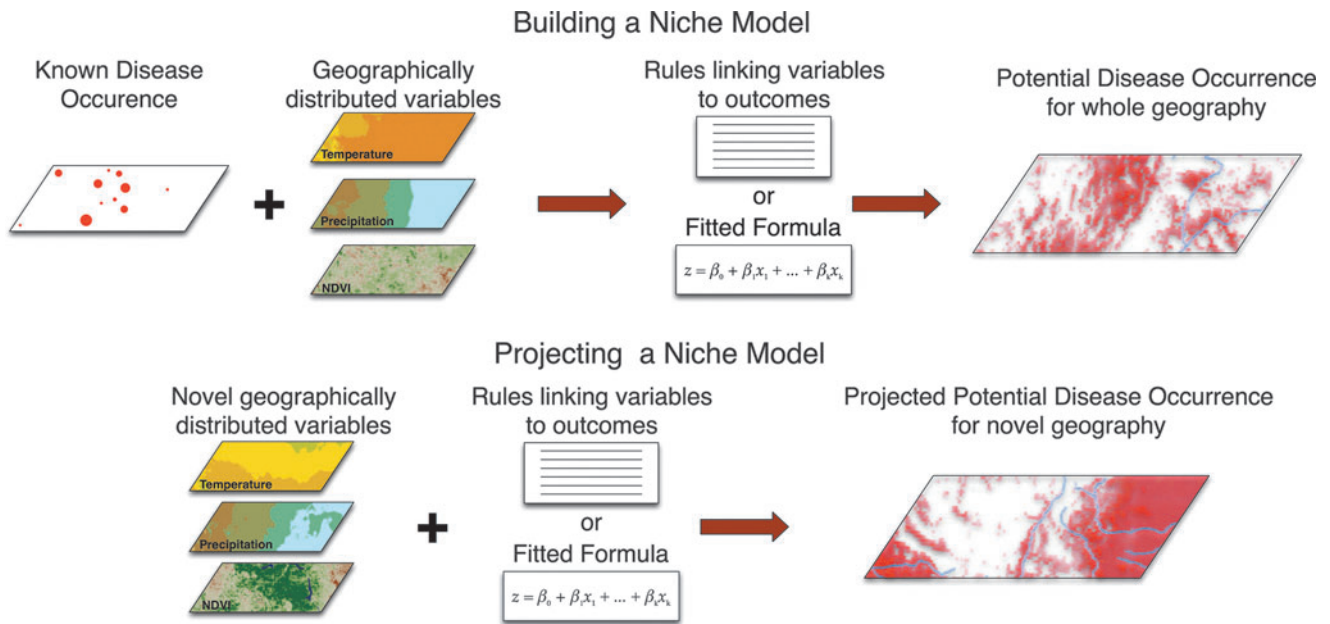 Building a Niche Model
Known Disease
Occurence
Geographically
distributed variables
Temperature
Precipitation
NDVI
Rules linking variables
to outcomes
or
Fitted Formula
z = β₀ + β₁x₁ + ... + βₖxₖ
Potential Disease Occurrence
for whole geography
Projecting a Niche Model
Novel geographically
distributed variables
Temperature
Precipitation
NDVI
Rules linking variables
to outcomes
or
Fitted Formula
z = β₀ + β₁x₁ + ... + βₖxₖ
Projected Potential Disease Occurrence
for novel geography